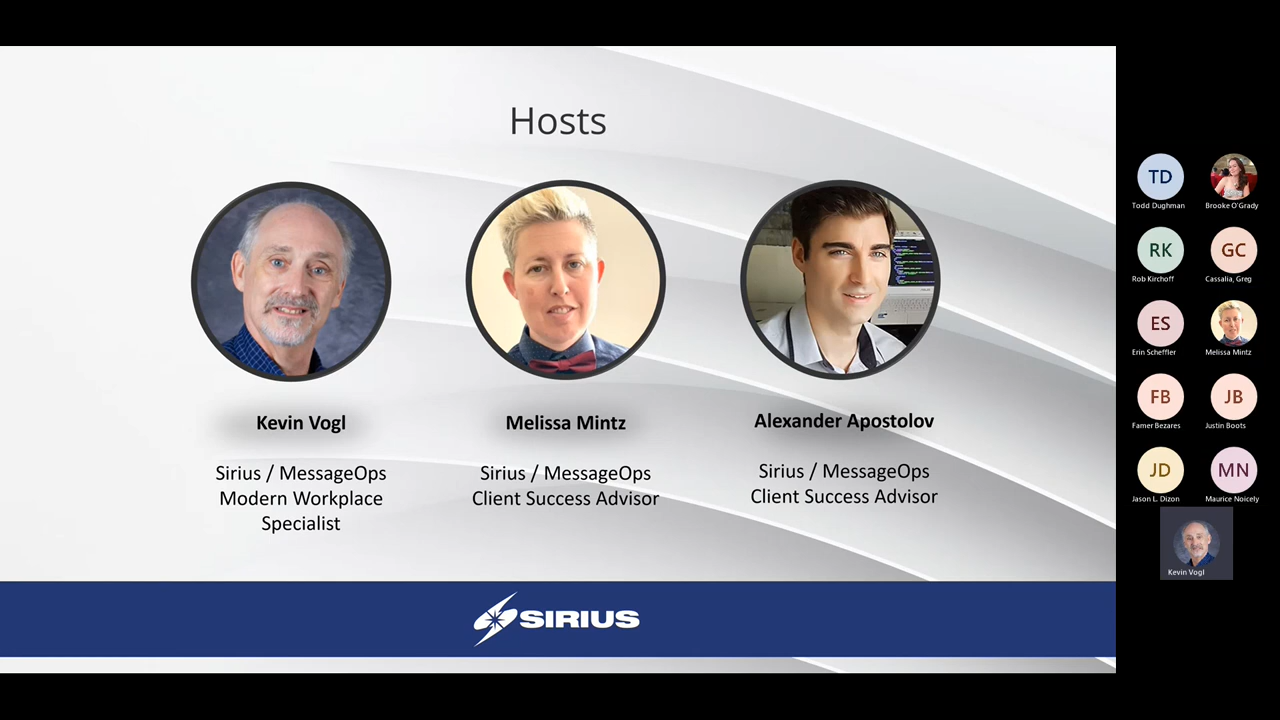 Hosts
Kevin Vogl
Sirius / MessageOps
Modern Workplace
Specialist
Melissa Mintz
Sirius / MessageOps
Client Success Advisor
Alexander Apostolov
Sirius / MessageOps
Client Success Advisor
SIRIUS
TD
Todd Dughman
Brooke O'Grady
RK
Rob Kirchoff
GC
Cassalia, Greg
ES
Erin Scheffler
Melissa Mintz
FB
Famer Bezares
JB
Justin Boots
JD
Jason L. Dizon
MN
Maurice Noicely
Kevin Vogl